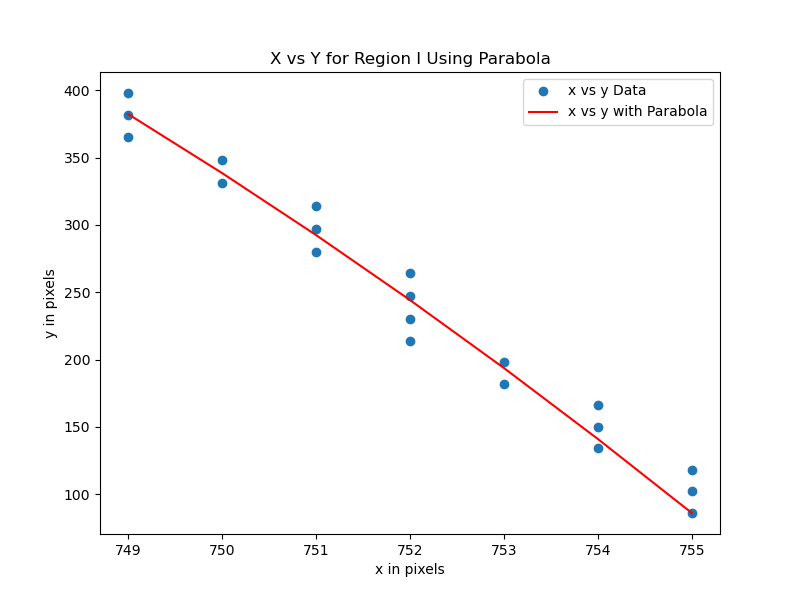 X vs Y for Region I Using Parabola
x vs y Data
x vs y with Parabola
400
350
300
250
200
150
100
y in pixels
749 750 751 752 753 754 755
x in pixels